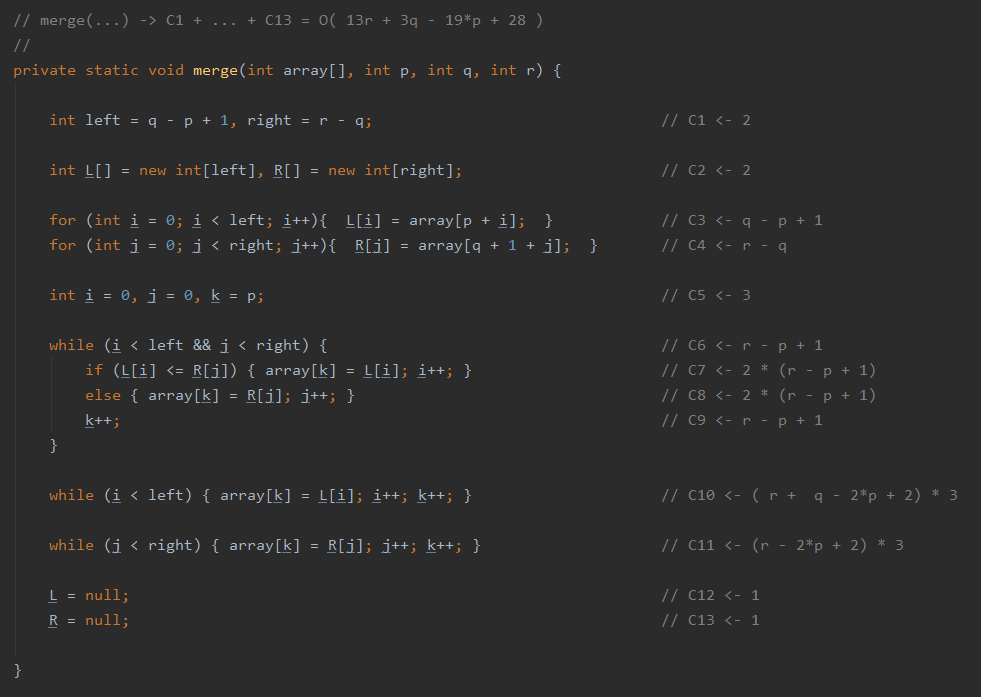 // merge(...) -> C1 + ... + C13 = O( 13r + 3q - 19*p + 28 )
//
private static void merge(int array[], int p, int q, int r) {
int left = q - p + 1, right = r - q; // C1 <- 2
int L[] = new int[left], R[] = new int[right]; // C2 <- 2
for (int i = 0; i < left; i++){ L[i] = array[p + i]; } // C3 <- q - p + 1
for (int j = 0; j < right; j++){ R[j] = array[q + 1 + j]; } // C4 <- r - q
int i = 0, j = 0, k = p; // C5 <- 3
while (i < left && j < right) { // C6 <- r - p + 1
if (L[i] <= R[j]) { array[k] = L[i]; i++; } // C7 <- 2 * (r - p + 1)
else { array[k] = R[j]; j++; } // C8 <- 2 * (r - p + 1)
k++; // C9 <- r - p + 1
}
while (i < left) { array[k] = L[i]; i++; k++; } // C10 <- ( r + q - 2*p + 2) * 3
while (j < right) { array[k] = R[j]; j++; k++; } // C11 <- (r - 2*p + 2) * 3
L = null; // C12 <- 1
R = null; // C13 <- 1
}